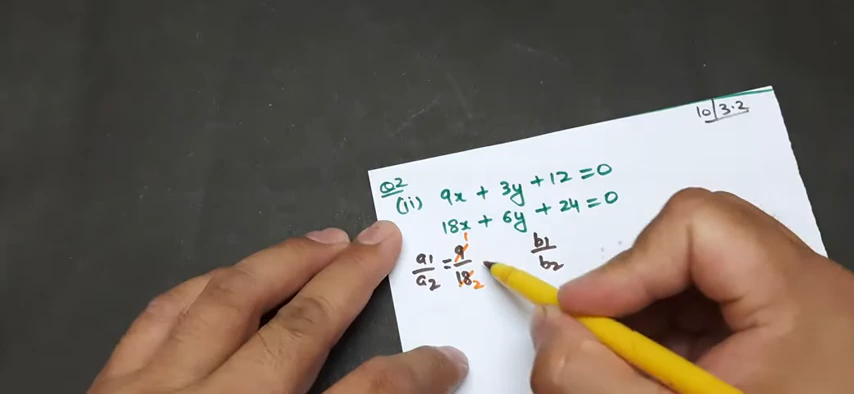 10 | 3.2
Q2
(ii) 9x + 3y + 12 = 0
18x + 6y + 24 = 0
a1/a2 = 9/18 1/2 b1/b2